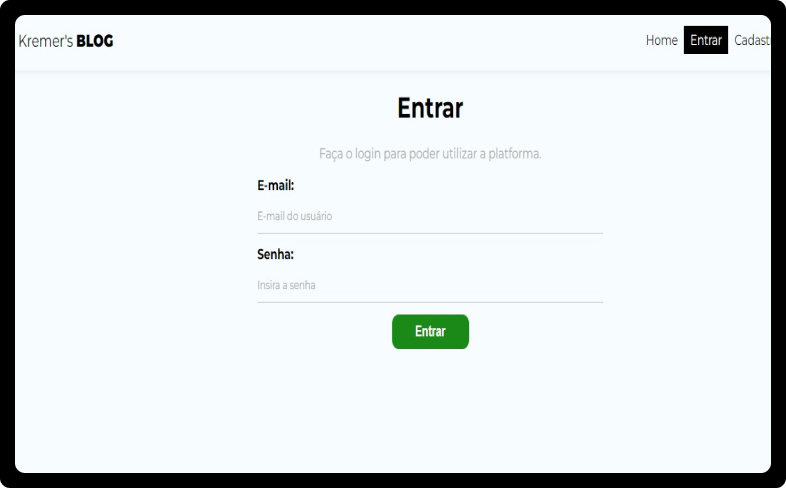 Kremer's BLOG
Home Entrar
Entrar
Faça o login para poder utilizar a platforma.
E-mail:
E-mail do usuário
Senha:
Insira a senha
Entrar